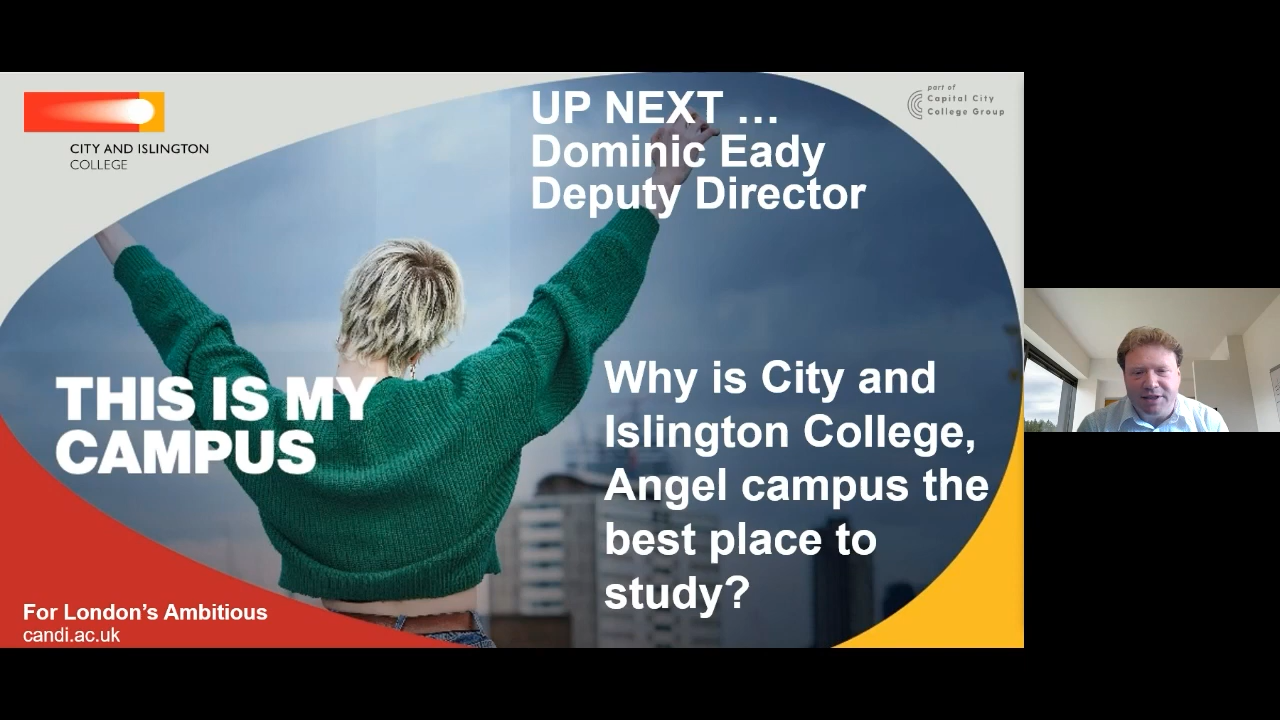 CITY AND ISLINGTON
COLLEGE
UP NEXT …
Dominic Eady
Deputy Director
part of
Capital City
College Group
THIS IS MY
CAMPUS
Why is City and
Islington College,
Angel campus the
best place to
study?
For London’s Ambitious
candi.ac.uk